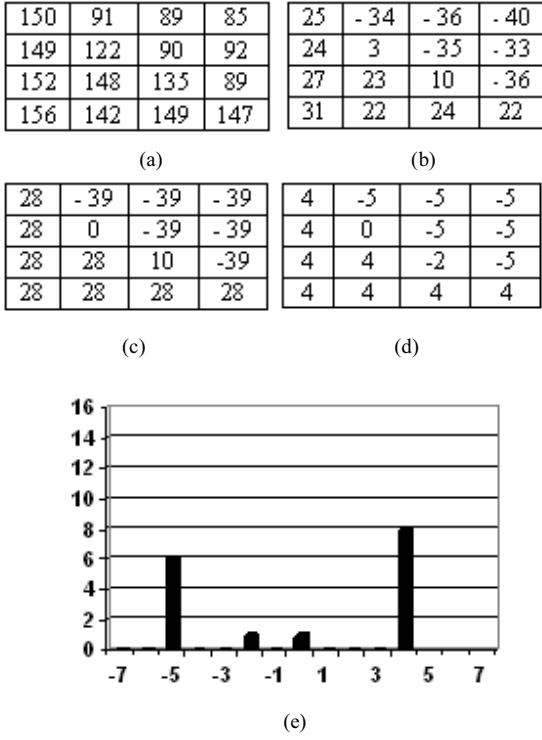 150 91 89 85
149 122 90 92
152 148 135 89
156 142 149 147
(a)
25 - 34 - 36 - 40
24 3 - 35 - 33
27 23 10 - 36
31 22 24 22
(b)
28 - 39 - 39 - 39
28 0 - 39 - 39
28 28 10 -39
28 28 28 28
(c)
4 -5 -5 -5
4 0 -5 -5
4 4 -2 -5
4 4 4 4
(d)
16
14
12
10
8
6
4
2
0
-7 -5 -3 -1 1 3 5 7
(e)